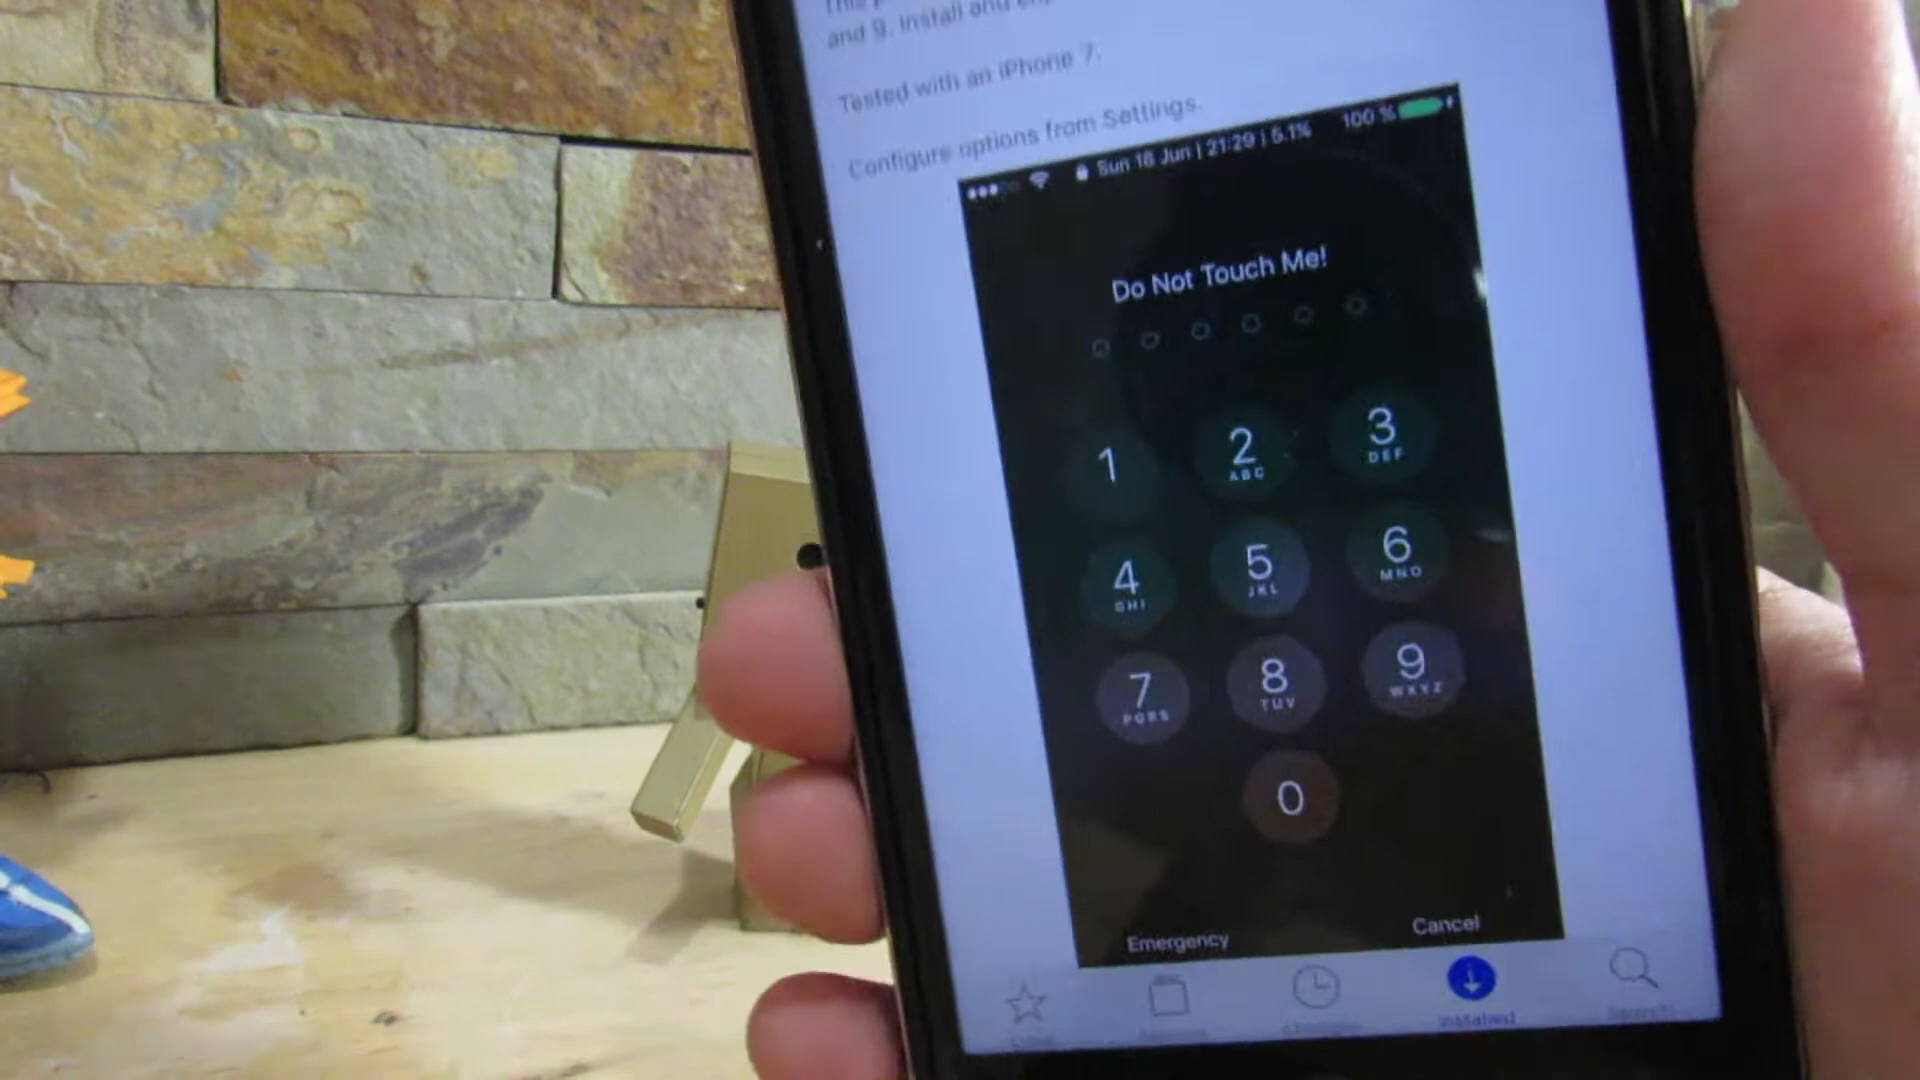 and 9. Install and
Tested with an iPhone 7.
Configure options from Settings.
Sun 18 Jun | 21:29 | 5.1% 100 %
Do Not Touch Me!
1 2 3
ABC DEF
4 5 6
GHI JKL MNO
7 8 9
PQRS TUV WXYZ
0
Emergency Cancel
Installed Search